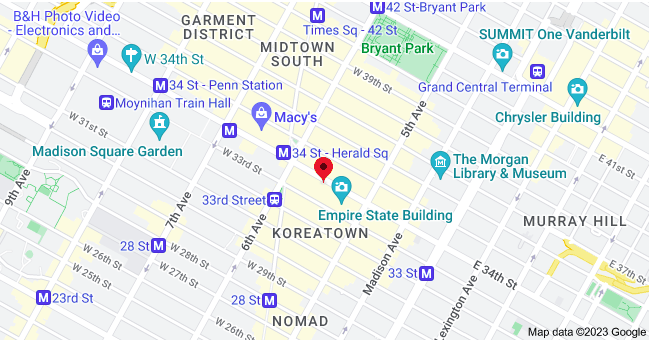 B&H Photo Video
- Electronics and...
GARMENT
DISTRICT
Times Sq - 42 St
42 St-Bryant Park
Bryant Park
SUMMIT One Vanderbilt
MIDTOWN
SOUTH
W 34th St
34 St - Penn Station
Moynihan Train Hall
W 39th St
Grand Central Terminal
Chrysler Building
Macy's
5th Ave
W 31st St
Madison Square Garden
34 St - Herald Sq
The Morgan
Library & Museum
E 41st St
9th Ave
W 33rd St
7th Ave
33rd Street
Empire State Building
MURRAY HILL
6th Ave
KOREATOWN
28 St
Madison Ave
33 St
E 34th St
E 37th St
W 26th St
W 25th St
W 27th St
W 29th St
23rd St
28 St
Lexington Ave
W 26th St
NOMAD
Map data ©2023 Google